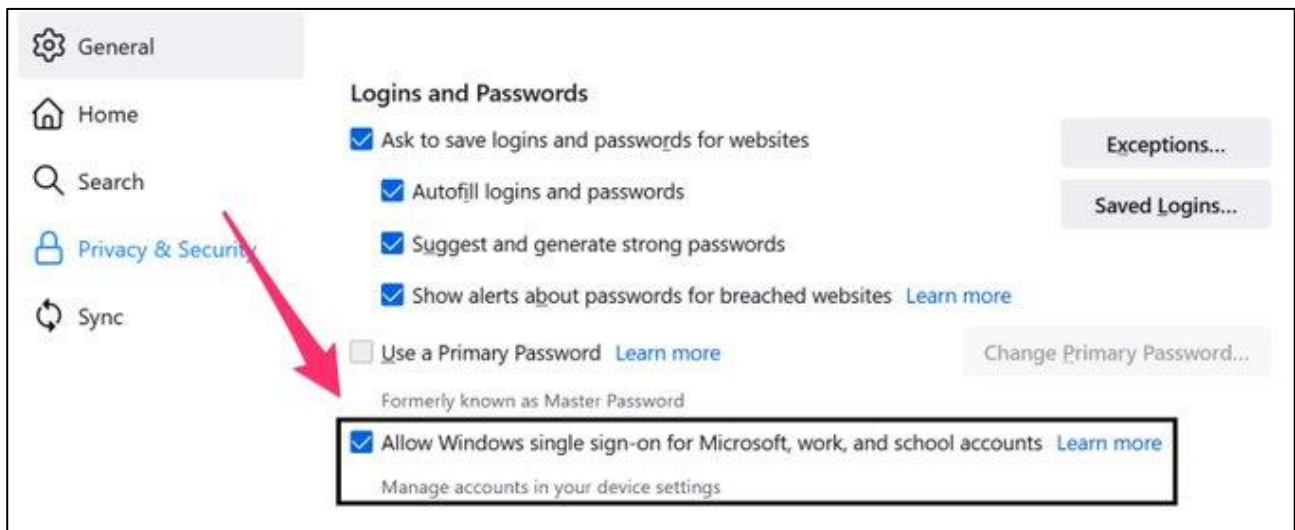 General
Home
Search
Privacy & Security
Sync
Logins and Passwords
Ask to save logins and passwords for websites
Exceptions...
Autofill logins and passwords
Saved Logins...
Suggest and generate strong passwords
Show alerts about passwords for breached websites Learn more
Use a Primary Password Learn more
Change Primary Password...
Formerly known as Master Password
Allow Windows single sign-on for Microsoft, work, and school accounts Learn more
Manage accounts in your device settings